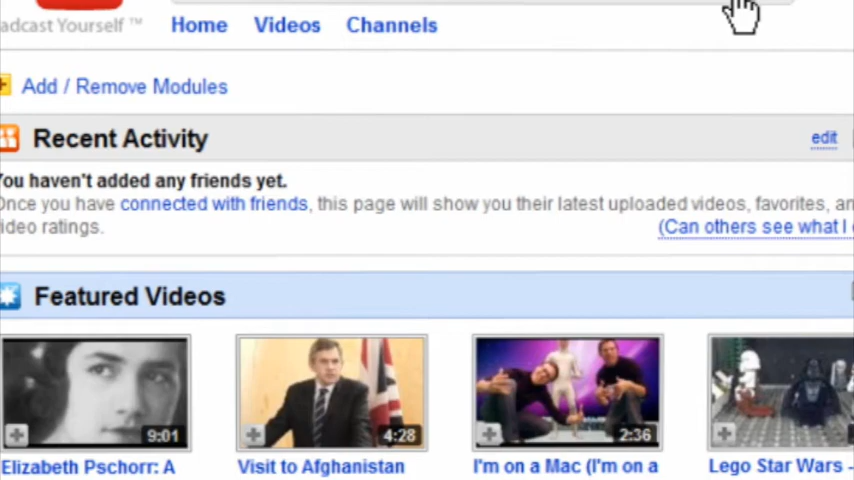 adcast Yourself ™
Home Videos Channels
Add / Remove Modules
Recent Activity edit
You haven't added any friends yet.
Once you have connected with friends, this page will show you their latest uploaded videos, favorites, an
video ratings. (Can others see what I
Featured Videos
9:01 4:28 2:36
Elizabeth Pschorr: A Visit to Afghanistan I'm on a Mac (I'm on a Lego Star Wars -